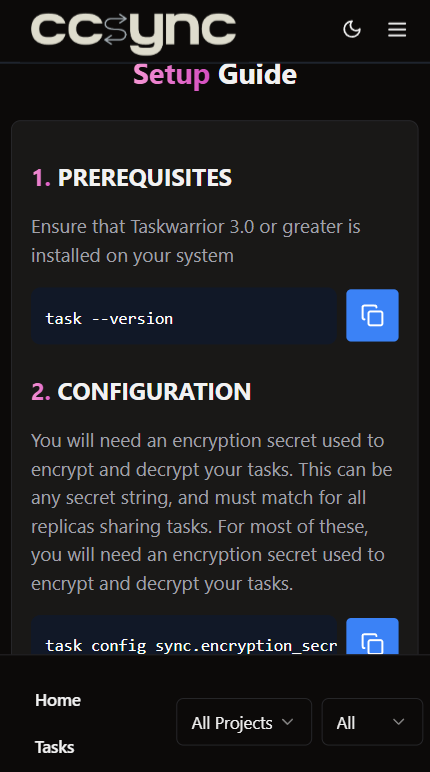 ccsync
Setup Guide
1. PREREQUISITES
Ensure that Taskwarrior 3.0 or greater is
installed on your system
task --version
2. CONFIGURATION
You will need an encryption secret used to
encrypt and decrypt your tasks. This can be
any secret string, and must match for all
replicas sharing tasks. For most of these,
you will need an encryption secret used to
encrypt and decrypt your tasks.
task config sync.encryption_secr
Home
All Projects
All
Tasks